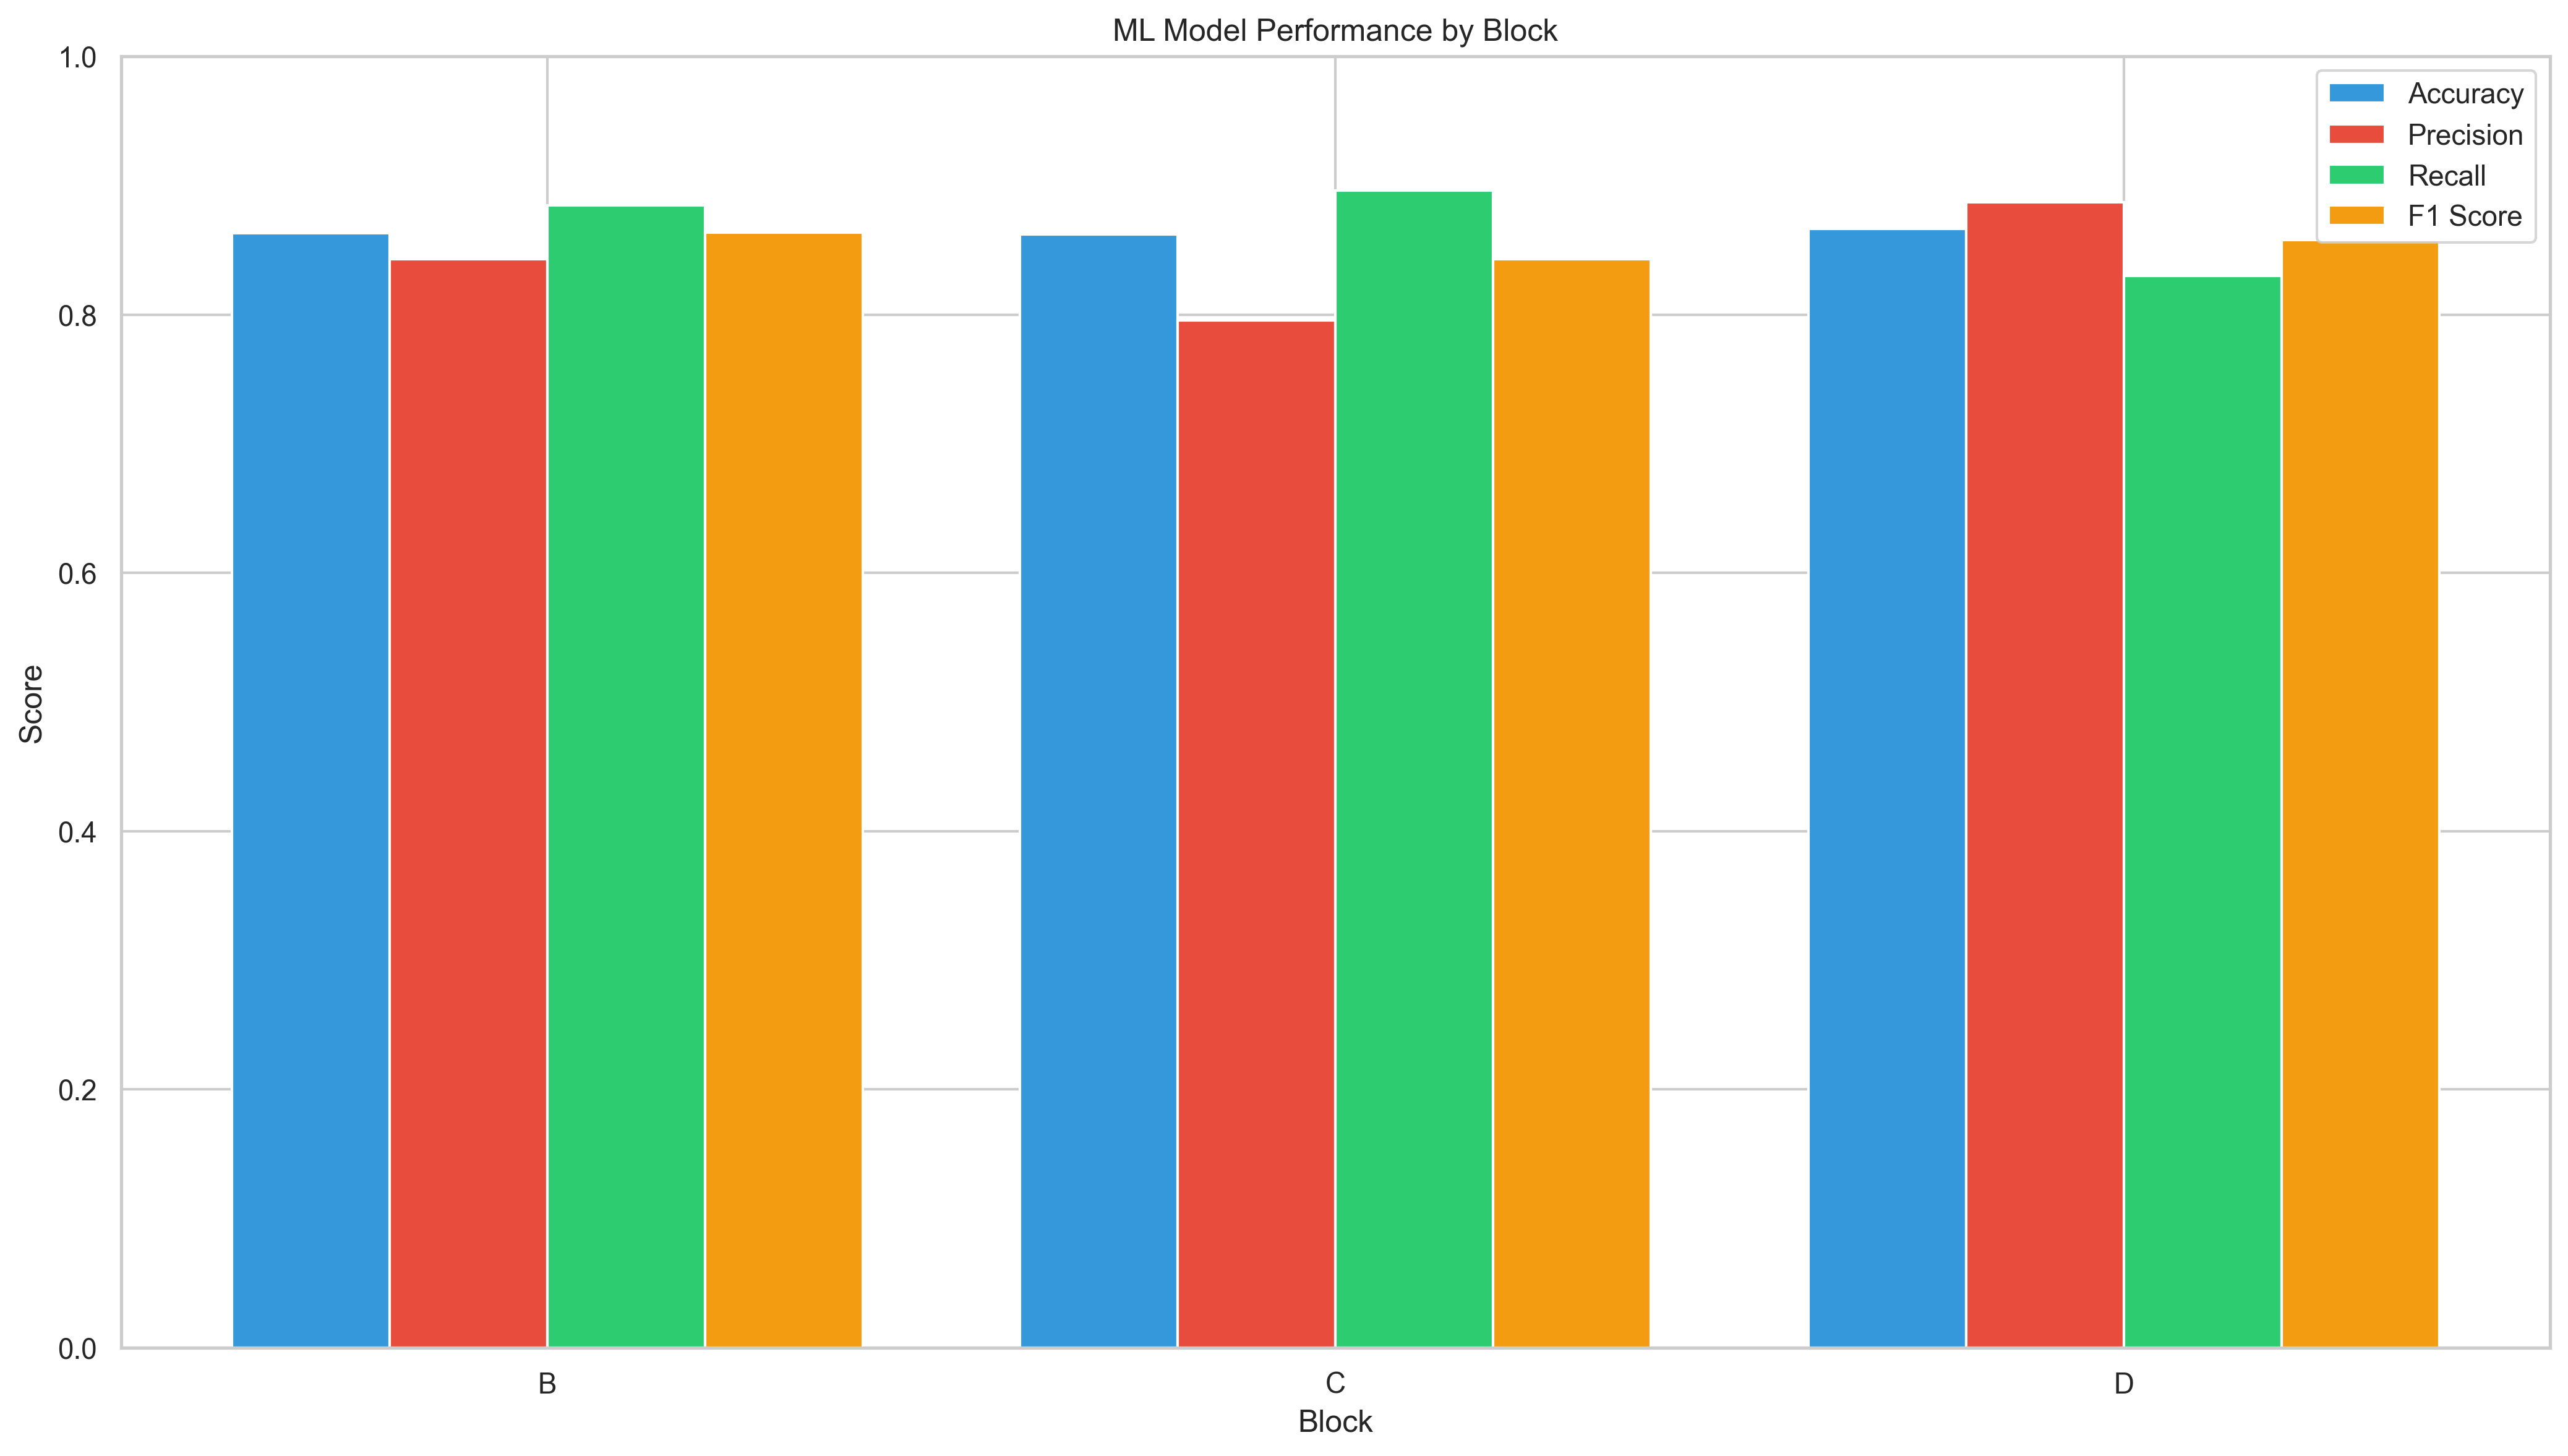 ML Model Performance by Block
1.0
0.8
0.6
0.4
0.2
0.0
Score
Accuracy
Precision
Recall
F1 Score
B
C
D
Block